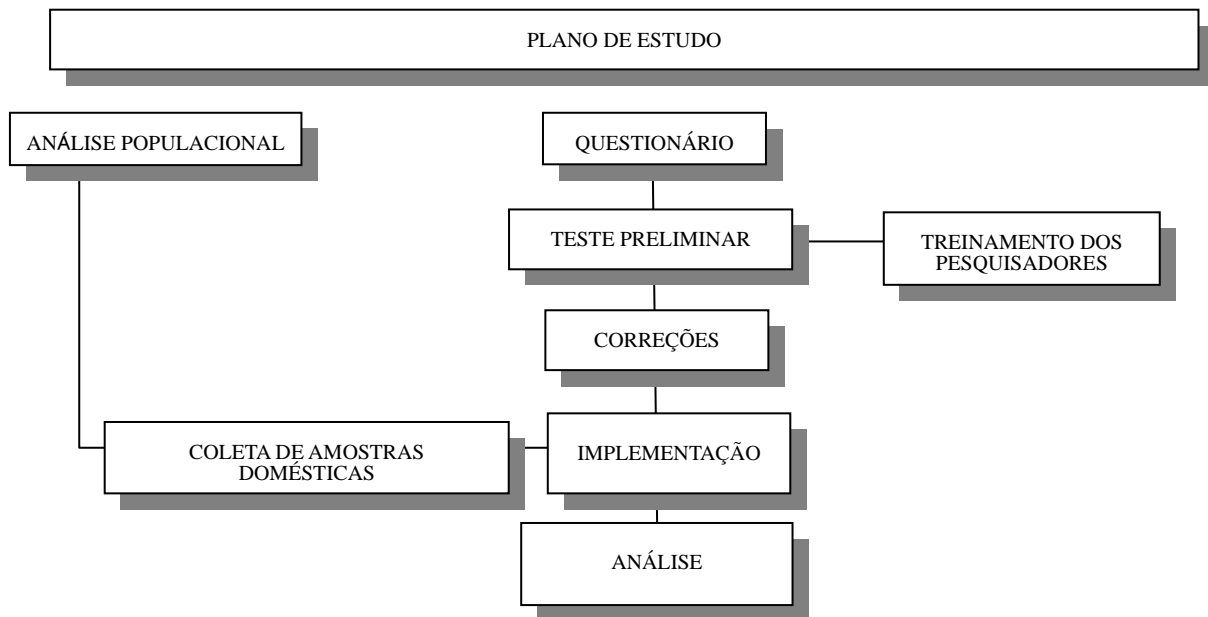 PLANO DE ESTUDO
ANÁLISE POPULACIONAL
QUESTIONÁRIO
TESTE PRELIMINAR
TREINAMENTO DOS
PESQUISADORES
CORREÇÕES
COLETA DE AMOSTRAS
DOMÉSTICAS
IMPLEMENTAÇÃO
ANÁLISE